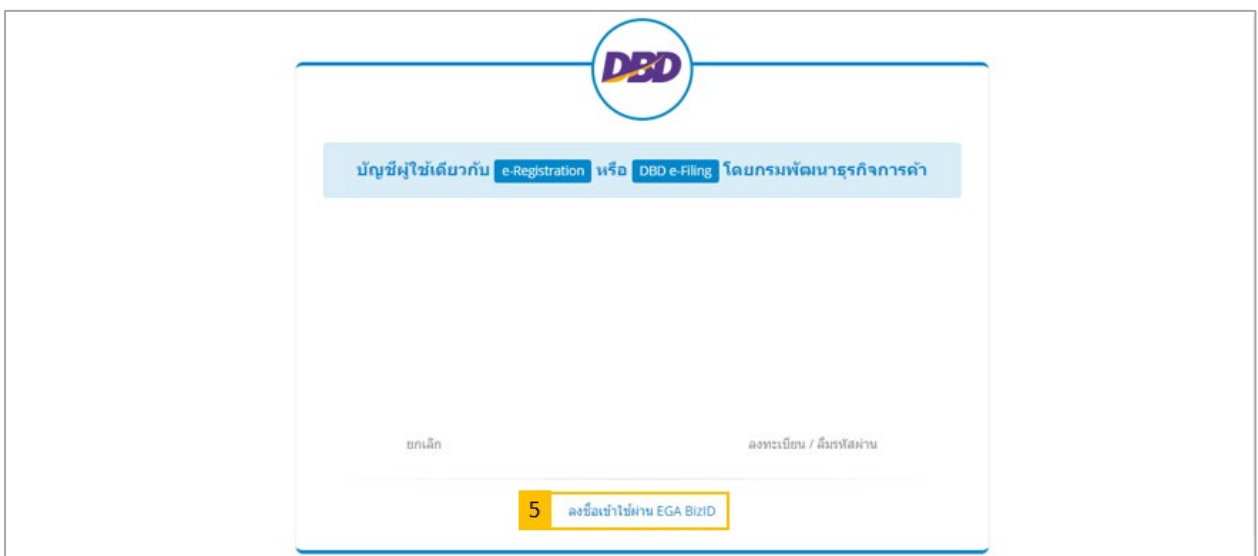 DBD
บัญชีผู้ใช้เดียวกับ e-Registration หรือ DBD e-Filing โดยกรมพัฒนาธุรกิจการค้า
ยกเลิก ลงทะเบียน / ลืมรหัสผ่าน
5 ลงชื่อเข้าใช้ผ่าน EGA BizID